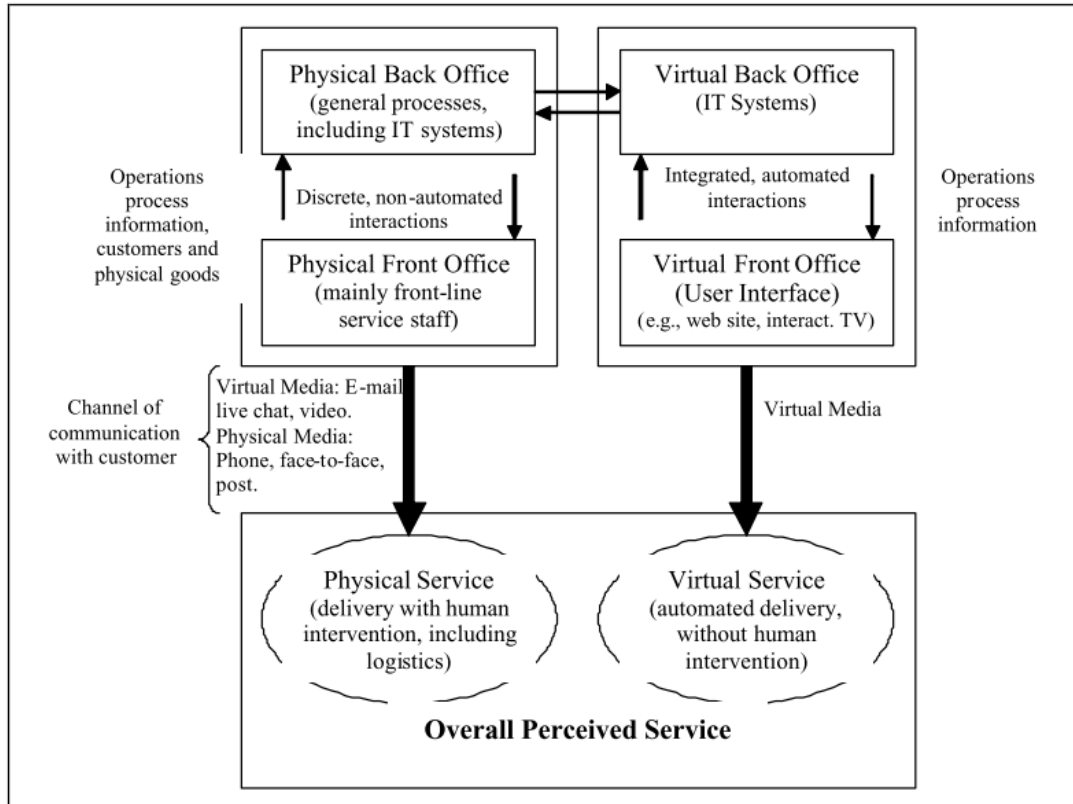 Physical Back Office
(general processes,
including IT systems)
Virtual Back Office
(IT Systems)
Operations
process
information,
customers and
physical goods
Discrete, non-automated
interactions
Integrated, automated
interactions
Operations
process
information
Physical Front Office
(mainly front-line
service staff)
Virtual Front Office
(User Interface)
(e.g., web site, interact. TV)
Channel of
communication
with customer
Virtual Media: E-mail
live chat, video.
Physical Media:
Phone, face-to-face,
post.
Virtual Media
Physical Service
(delivery with human
intervention, including
logistics)
Virtual Service
(automated delivery,
without human
intervention)
Overall Perceived Service